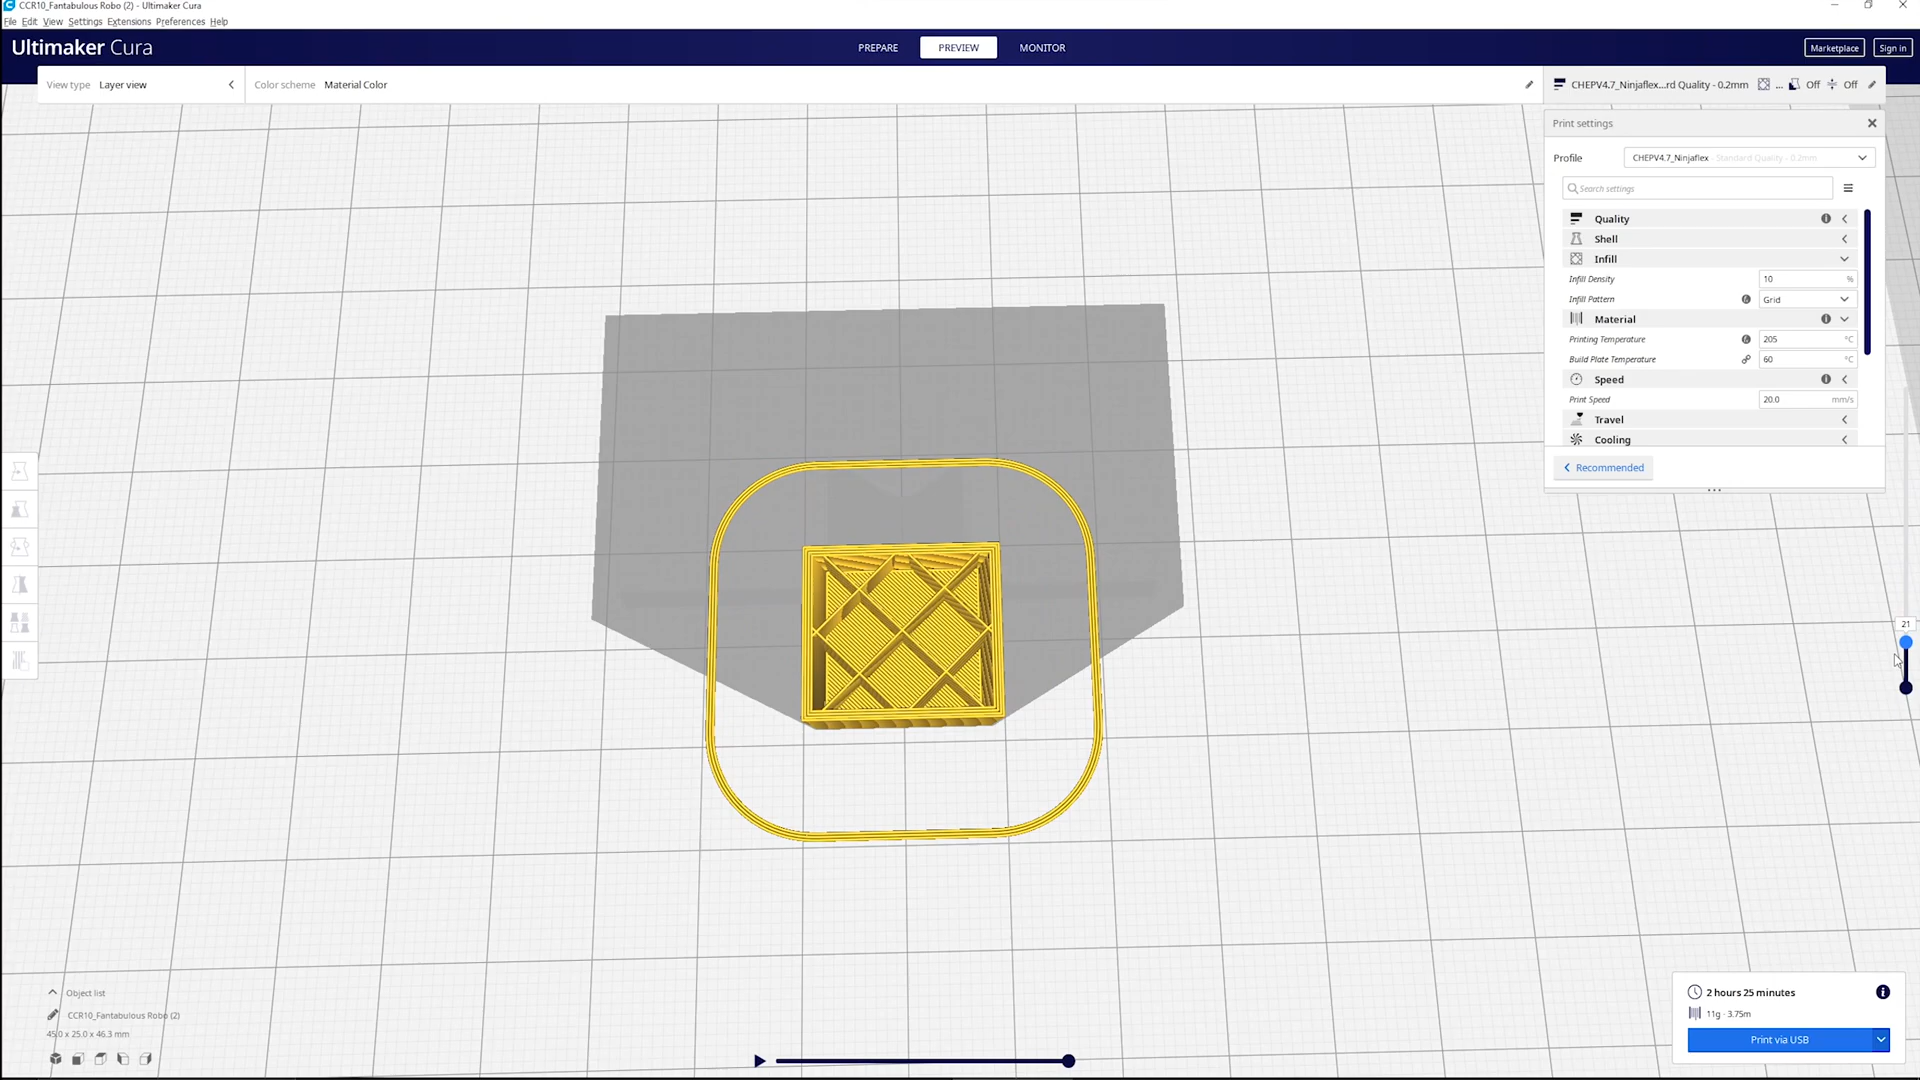 CCR10_Fantabulous Robo (2) - Ultimaker Cura
File Edit View Settings Extensions Preferences Help
Ultimaker Cura
PREPARE
PREVIEW
MONITOR
Marketplace
Sign in
View type Layer view
Color scheme Material Color
CHEPV4.7_Ninjaflex...rd Quality - 0.2mm ... Off Off
Print settings
Profile CHEPV4.7_Ninjaflex Standard Quality - 0.2mm
Search settings
Quality
Shell
Infill
Infill Density 10 %
Infill Pattern Grid
Material
Printing Temperature 205 °C
Build Plate Temperature 60 °C
Speed
Print Speed 20.0 mm/s
Travel
Cooling
Recommended
21
Object list
CCR10_Fantabulous Robo (2)
45.0 x 25.0 x 46.3 mm
2 hours 25 minutes
11g · 3.75m
Print via USB